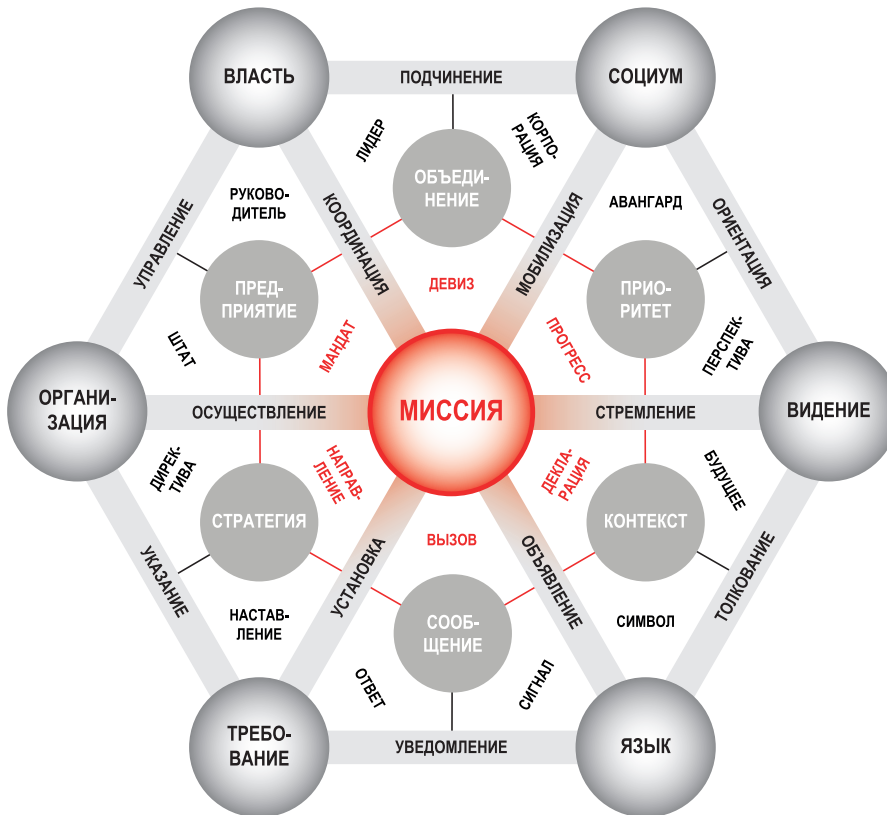 ВЛАСТЬ
ПОДЧИНЕНИЕ
СОЦИУМ
ЛИДЕР
КОРПО-
РАЦИЯ
ОБЪЕДИ-
НЕНИЕ
РУКОВО-
ДИТЕЛЬ
КООРДИНАЦИЯ
МОБИЛИЗАЦИЯ
АВАНГАРД
УПРАВЛЕНИЕ
ОРИЕНТАЦИЯ
ПРЕД-
ПРИЯТИЕ
ДЕВИЗ
ПРИО-
РИТЕТ
ШТАТ
МАНДАТ
ПРОГРЕСС
ПЕРСПЕК-
ТИВА
ОРГАНИ-
ЗАЦИЯ
ОСУЩЕСТВЛЕНИЕ
МИССИЯ
СТРЕМЛЕНИЕ
ВИДЕНИЕ
ДИРЕК-
ТИВА
НАПРАВ-
ЛЕНИЕ
ДЕКЛА-
РАЦИЯ
БУДУЩЕЕ
СТРАТЕГИЯ
ВЫЗОВ
КОНТЕКСТ
УКАЗАНИЕ
УСТАНОВКА
ОБЪЯВЛЕНИЕ
ТОЛКОВАНИЕ
НАСТАВ-
ЛЕНИЕ
СООБ-
ЩЕНИЕ
СИМВОЛ
ОТВЕТ
СИГНАЛ
ТРЕБО-
ВАНИЕ
УВЕДОМЛЕНИЕ
ЯЗЫК